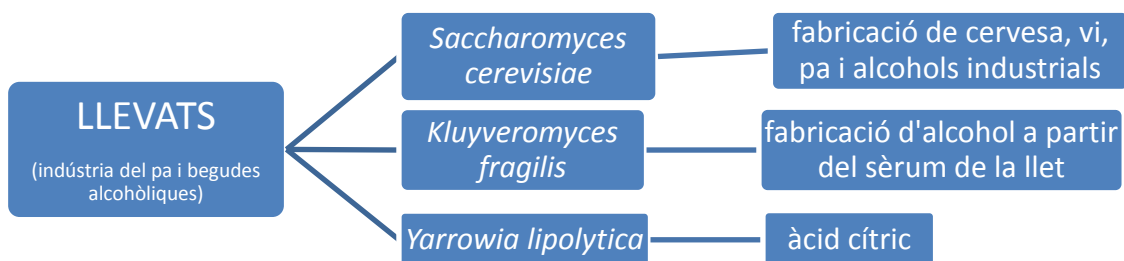 LLEVATS
(indústria del pa i begudes
alcohòliques)
Saccharomyces
cerevisiae
fabricació de cervesa, vi,
pa i alcohols industrials
Kluyveromyces
fragilis
fabricació d'alcohol a partir
del sèrum de la llet
Yarrowia lipolytica
àcid cítric